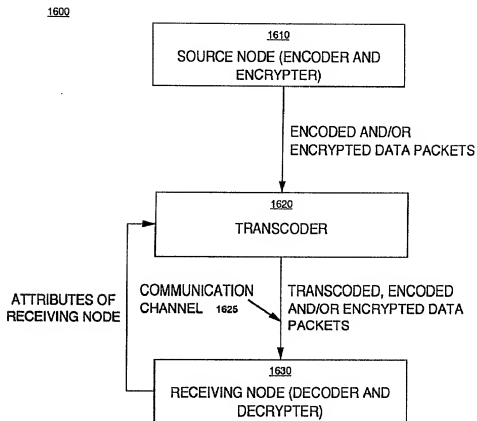 1600
1610
SOURCE NODE (ENCODER AND
ENCRYPTER)
ENCODED AND/OR
ENCRYPTED DATA PACKETS
1620
TRANSCODER
ATTRIBUTES OF
RECEIVING NODE
COMMUNICATION
CHANNEL 1625
TRANSCODED, ENCODED
AND/OR ENCRYPTED DATA
PACKETS
1630
RECEIVING NODE (DECODER AND
DECRYPTER)